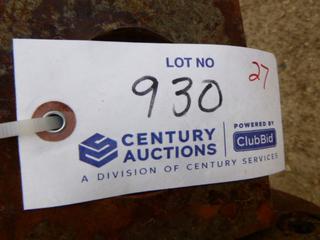 LOT NO
27
930
CENTURY AUCTIONS
POWERED BY
ClubBid
A DIVISION OF CENTURY SERVICES